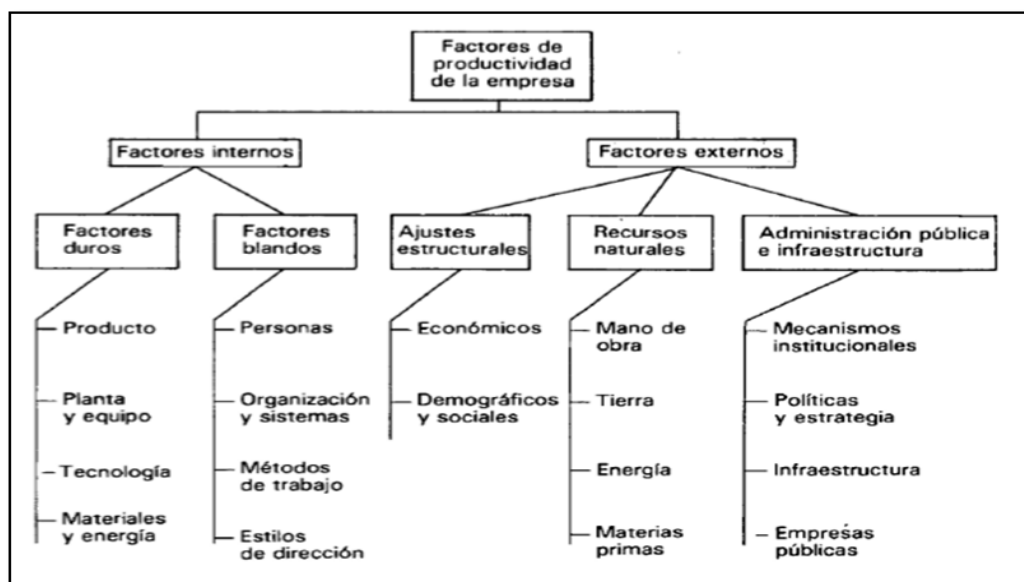 Factores de
productividad
de la empresa
Factores internos
Factores externos
Factores
duros
Factores
blandos
Ajustes
estructurales
Recursos
naturales
Administración pública
e infraestructura
Producto
Planta
y equipo
Tecnología
Materiales
y energía
Personas
Organización
y sistemas
Métodos
de trabajo
Estilos
de dirección
Económicos
Demográficos
y sociales
Mano de
obra
Tierra
Energía
Materias
primas
Mecanismos
institucionales
Políticas
y estrategia
Infraestructura
Empresas
públicas